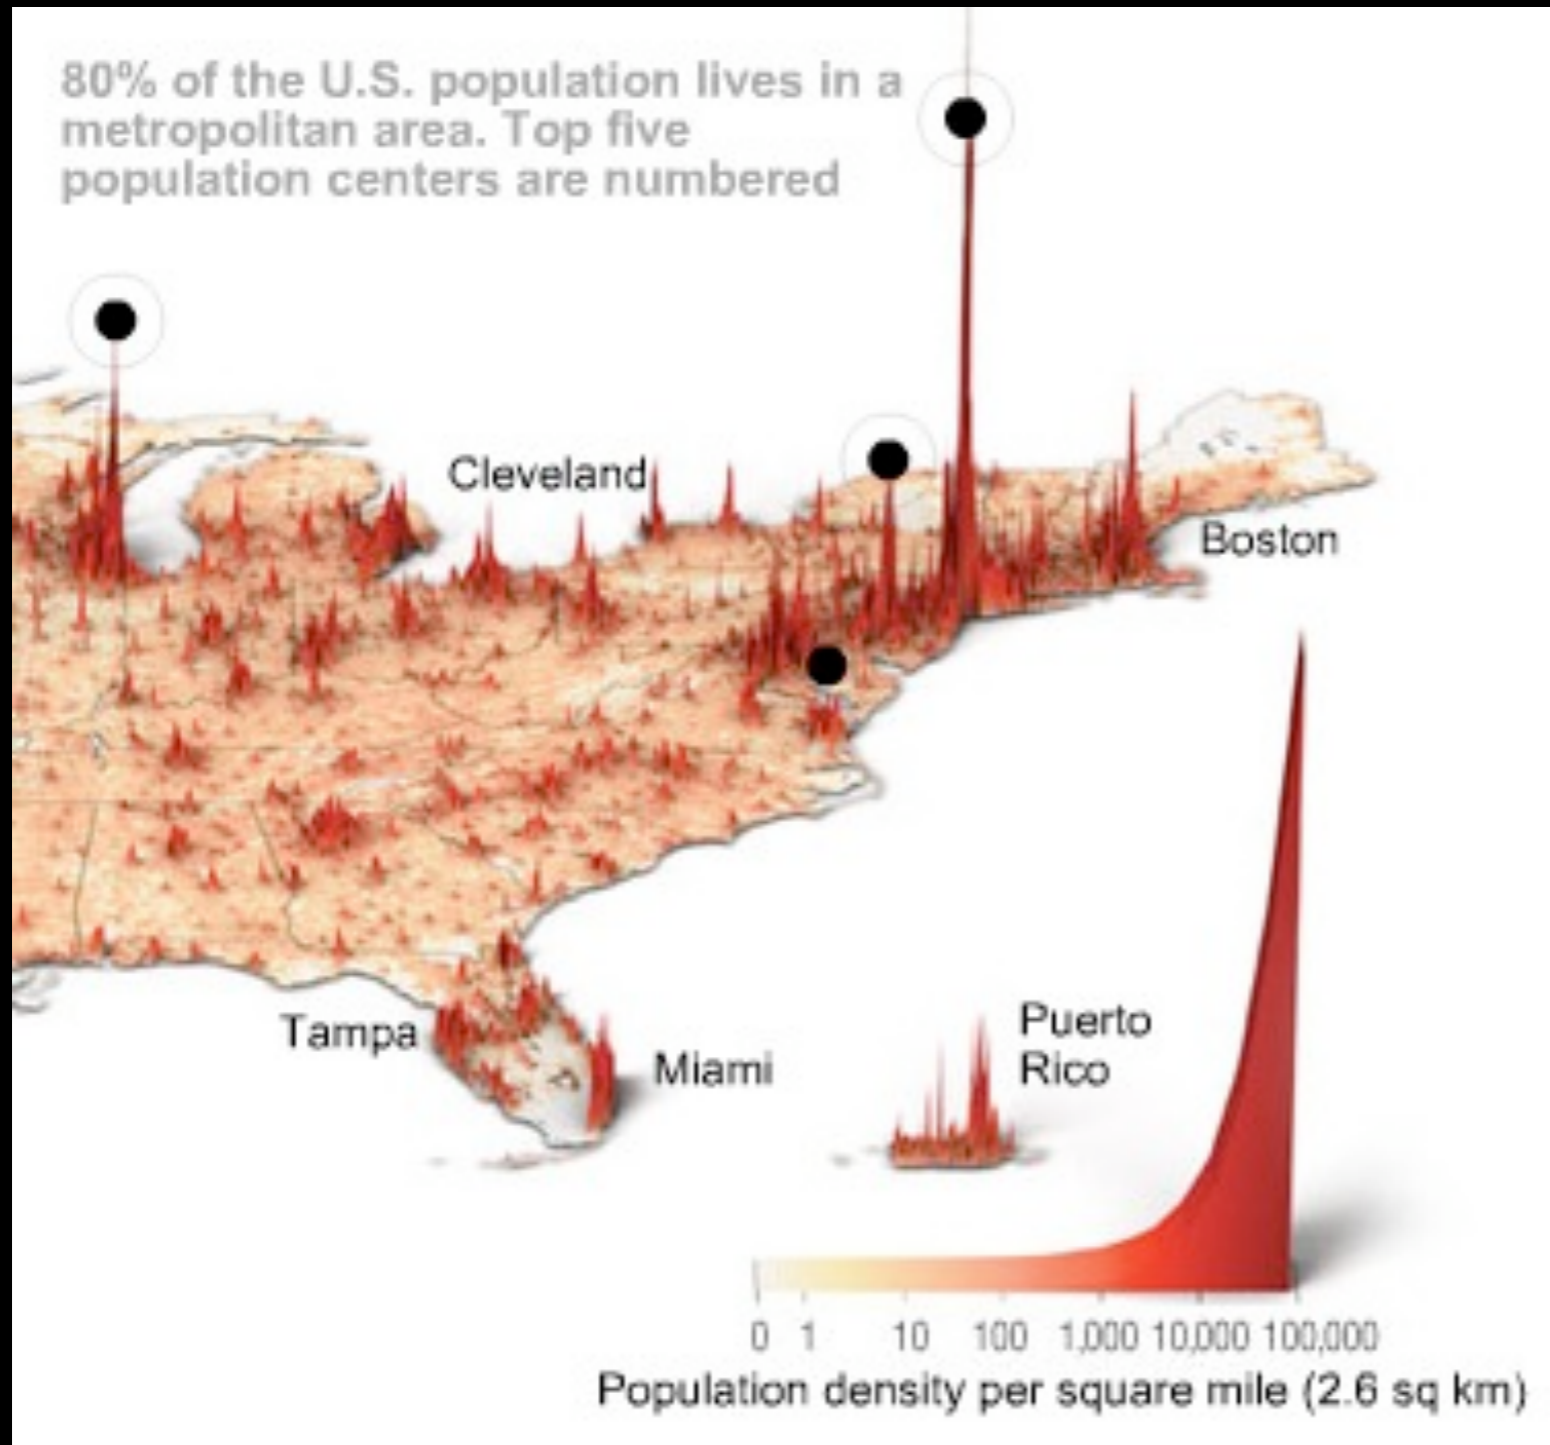 80% of the U.S. population lives in a
metropolitan area. Top five
population centers are numbered
Cleveland
Boston
Tampa
Miami
Puerto
Rico
0 1 10 100 1,000 10,000 100,000
Population density per square mile (2.6 sq km)